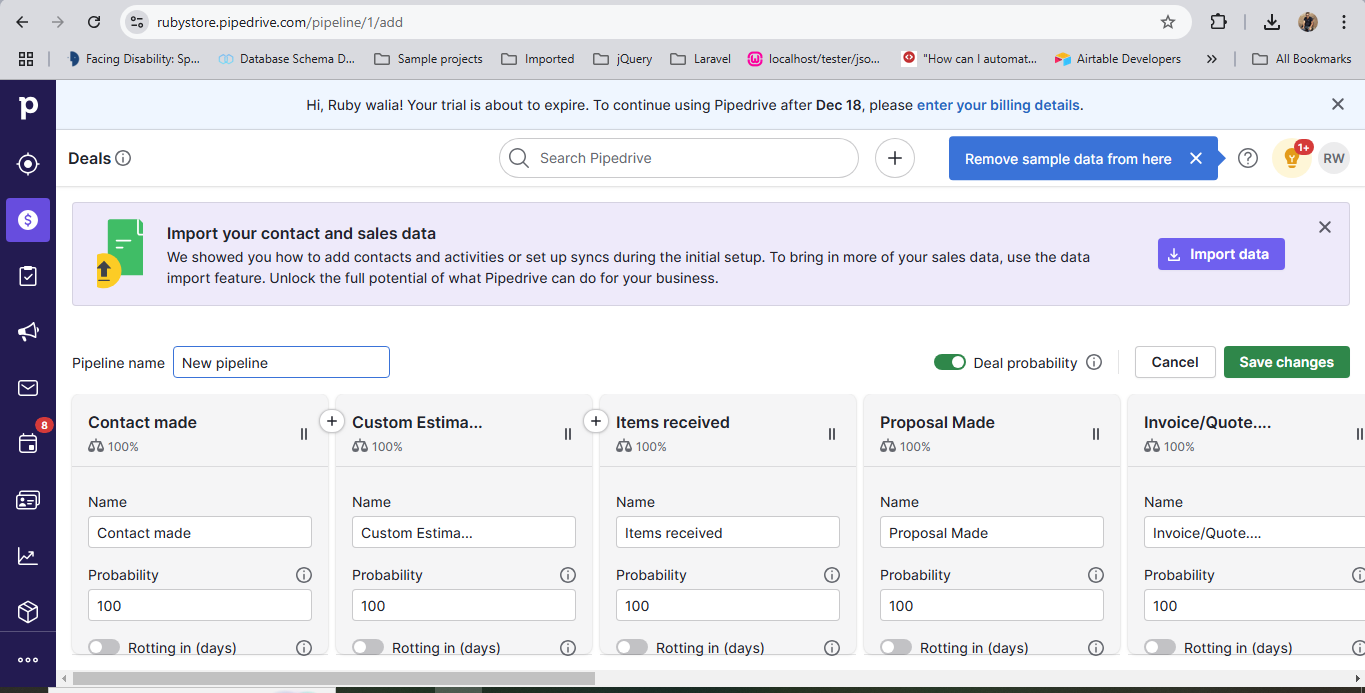 rubystore.pipedrive.com/pipeline/1/add
Facing Disability: Sp...
Database Schema D...
Sample projects
Imported
jQuery
Laravel
localhost/tester/jso...
"How can I automat...
Airtable Developers
»
All Bookmarks
p
Hi, Ruby walia! Your trial is about to expire. To continue using Pipedrive after Dec 18, please enter your billing details.
Deals
Search Pipedrive
Remove sample data from here
1+
RW
Import your contact and sales data
We showed you how to add contacts and activities or set up syncs during the initial setup. To bring in more of your sales data, use the data
import feature. Unlock the full potential of what Pipedrive can do for your business.
Import data
8
Pipeline name
New pipeline
Deal probability
Cancel
Save changes
Contact made
100%
Name
Contact made
Probability
100
Rotting in (days)
Custom Estima...
100%
Name
Custom Estima...
Probability
100
Rotting in (days)
Items received
100%
Name
Items received
Probability
100
Rotting in (days)
Proposal Made
100%
Name
Proposal Made
Probability
100
Rotting in (days)
Invoice/Quote....
100%
Name
Invoice/Quote....
Probability
100
Rotting in (days)